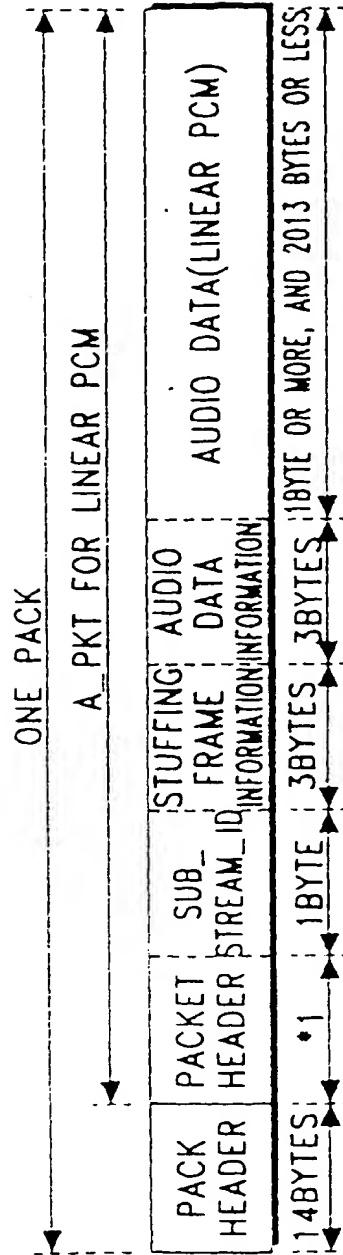 ONE PACK
A_PKT FOR LINEAR PCM
PACK
HEADER
PACKET
HEADER
SUB_
STREAM_ID
STUFFING
FRAME
INFORMATION
AUDIO
DATA
INFORMATION
AUDIO DATA(LINEAR PCM)
14BYTES
*1
1BYTE
3BYTES
3BYTES
1BYTE OR MORE, AND 2013 BYTES OR LESS